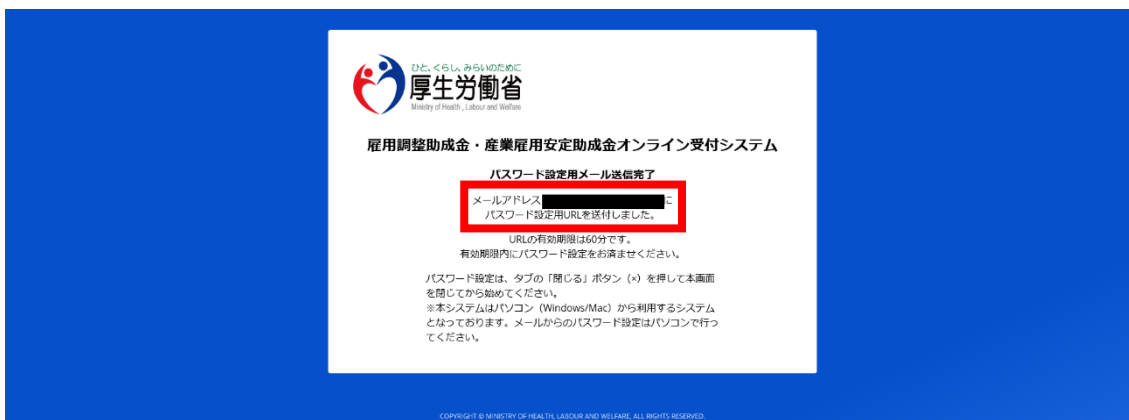 ひと、くらし、みらいのために
厚生労働省
Ministry of Health, Labour and Welfare
雇用調整助成金・産業雇用安定助成金オンライン受付システム
パスワード設定用メール送信完了
メールアドレス に
パスワード設定用URLを送付しました。
URLの有効期限は60分です。
有効期限内にパスワード設定をお済ませください。
パスワード設定は、タブの「閉じる」ボタン（×）を押して本画面
を閉じてから始めてください。
※本システムはパソコン（Windows/Mac）から利用するシステム
となっております。メールからのパスワード設定はパソコンで行っ
てください。
COPYRIGHT © MINISTRY OF HEALTH, LABOUR AND WELFARE, ALL RIGHTS RESERVED.